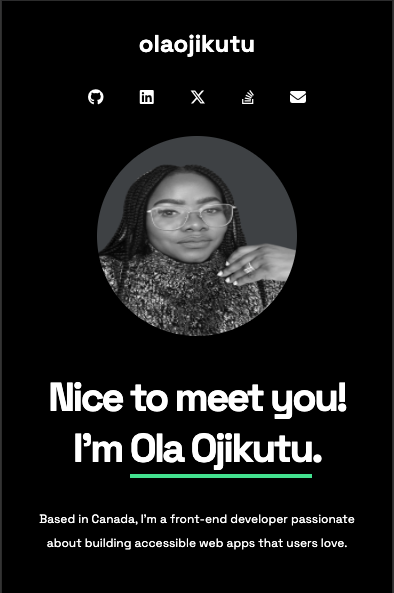 olaojikutu
Nice to meet you!
I'm Ola Ojikutu.
Based in Canada, I'm a front-end developer passionate
about building accessible web apps that users love.